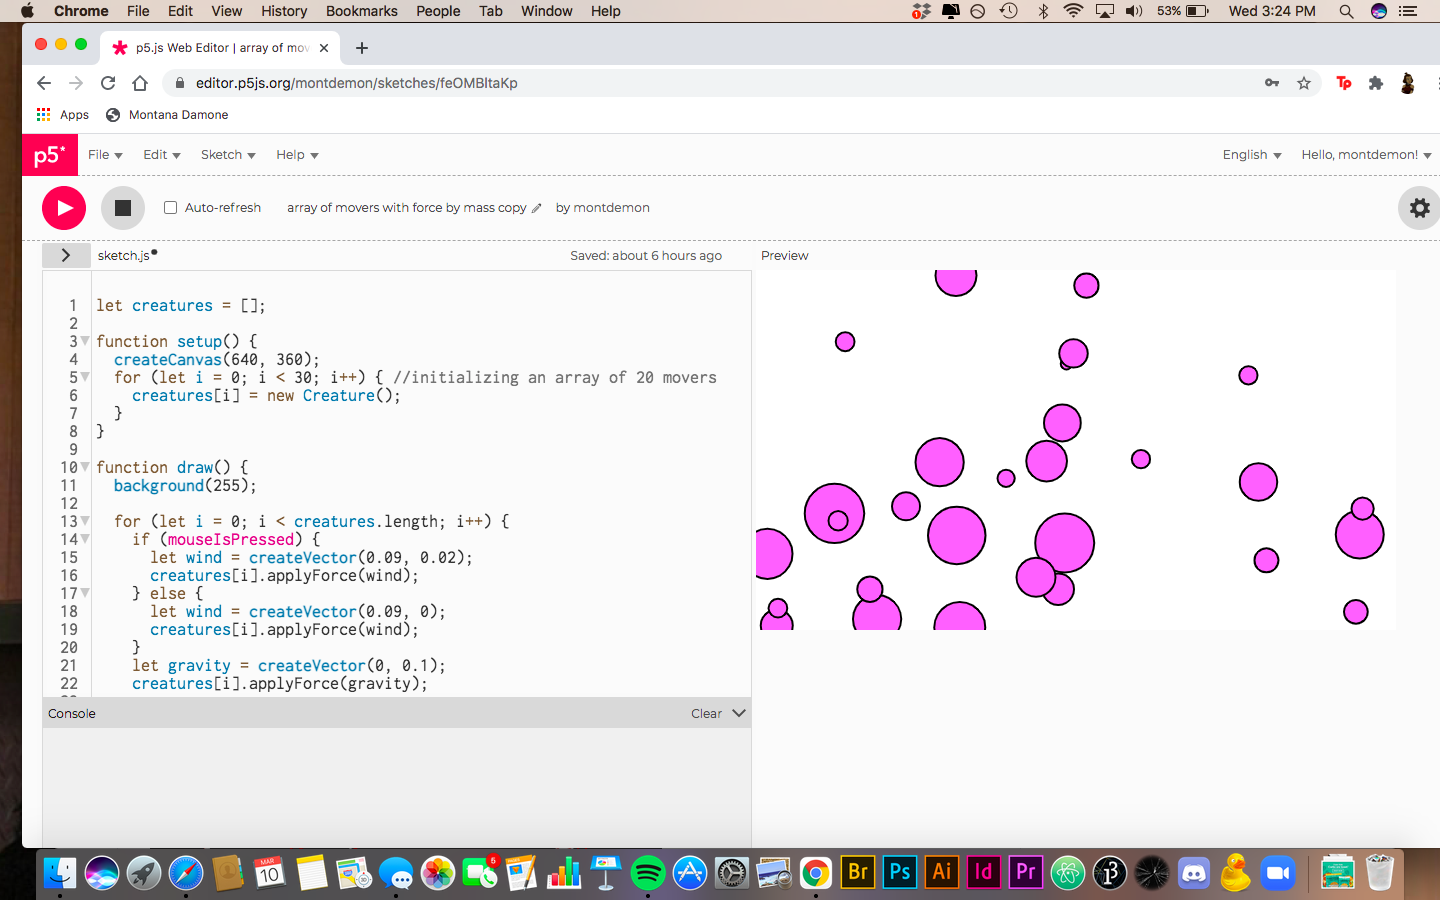 Chrome File Edit View History Bookmarks People Tab Window Help 53% Wed 3:24 PM
p5.js Web Editor | array of mov
editor.p5js.org/montdemon/sketches/feOMBItaKp Tp
Apps Montana Damone
p5* File Edit Sketch Help English Hello, montdemon!
Auto-refresh array of movers with force by mass copy by montdemon
sketch.js Saved: about 6 hours ago Preview
1 let creatures = [];
2
3 function setup() {
4 createCanvas(640, 360);
5 for (let i = 0; i < 30; i++) { //initializing an array of 20 movers
6 creatures[i] = new Creature();
7 }
8 }
9
10 function draw() {
11 background(255);
12
13 for (let i = 0; i < creatures.length; i++) {
14 if (mouseIsPressed) {
15 let wind = createVector(0.09, 0.02);
16 creatures[i].applyForce(wind);
17 } else {
18 let wind = createVector(0.09, 0);
19 creatures[i].applyForce(wind);
20 }
21 let gravity = createVector(0, 0.1);
22 creatures[i].applyForce(gravity);
Console Clear
MAR 10 5 Br Ps Ai Id Pr